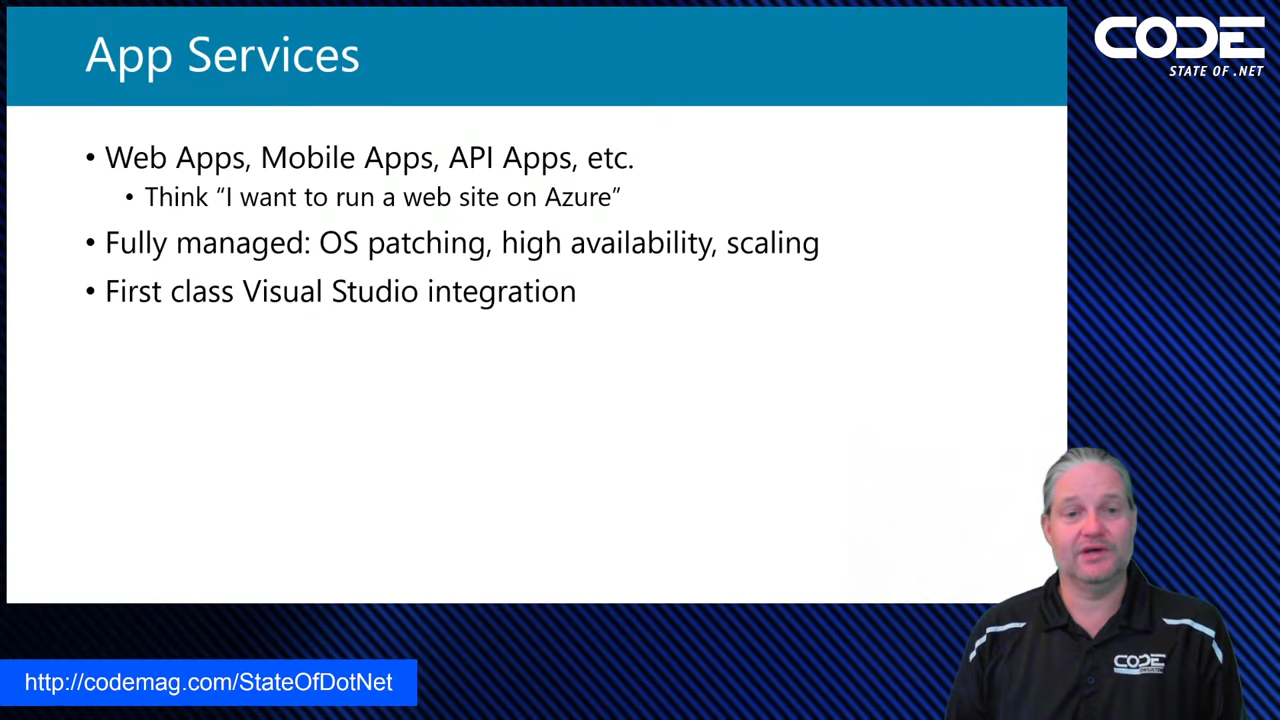 App Services
CODE
STATE OF .NET
• Web Apps, Mobile Apps, API Apps, etc.
• Think “I want to run a web site on Azure”
• Fully managed: OS patching, high availability, scaling
• First class Visual Studio integration
CODE
http://codemag.com/StateOfDotNet